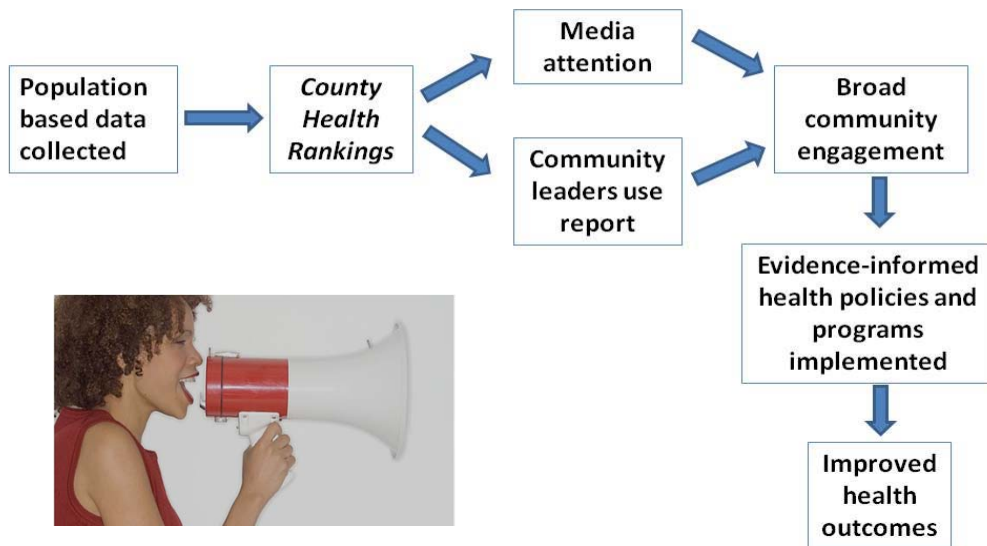 Population
based data
collected
County
Health
Rankings
Media
attention
Community
leaders use
report
Broad
community
engagement
Evidence-informed
health policies and
programs
implemented
Improved
health
outcomes